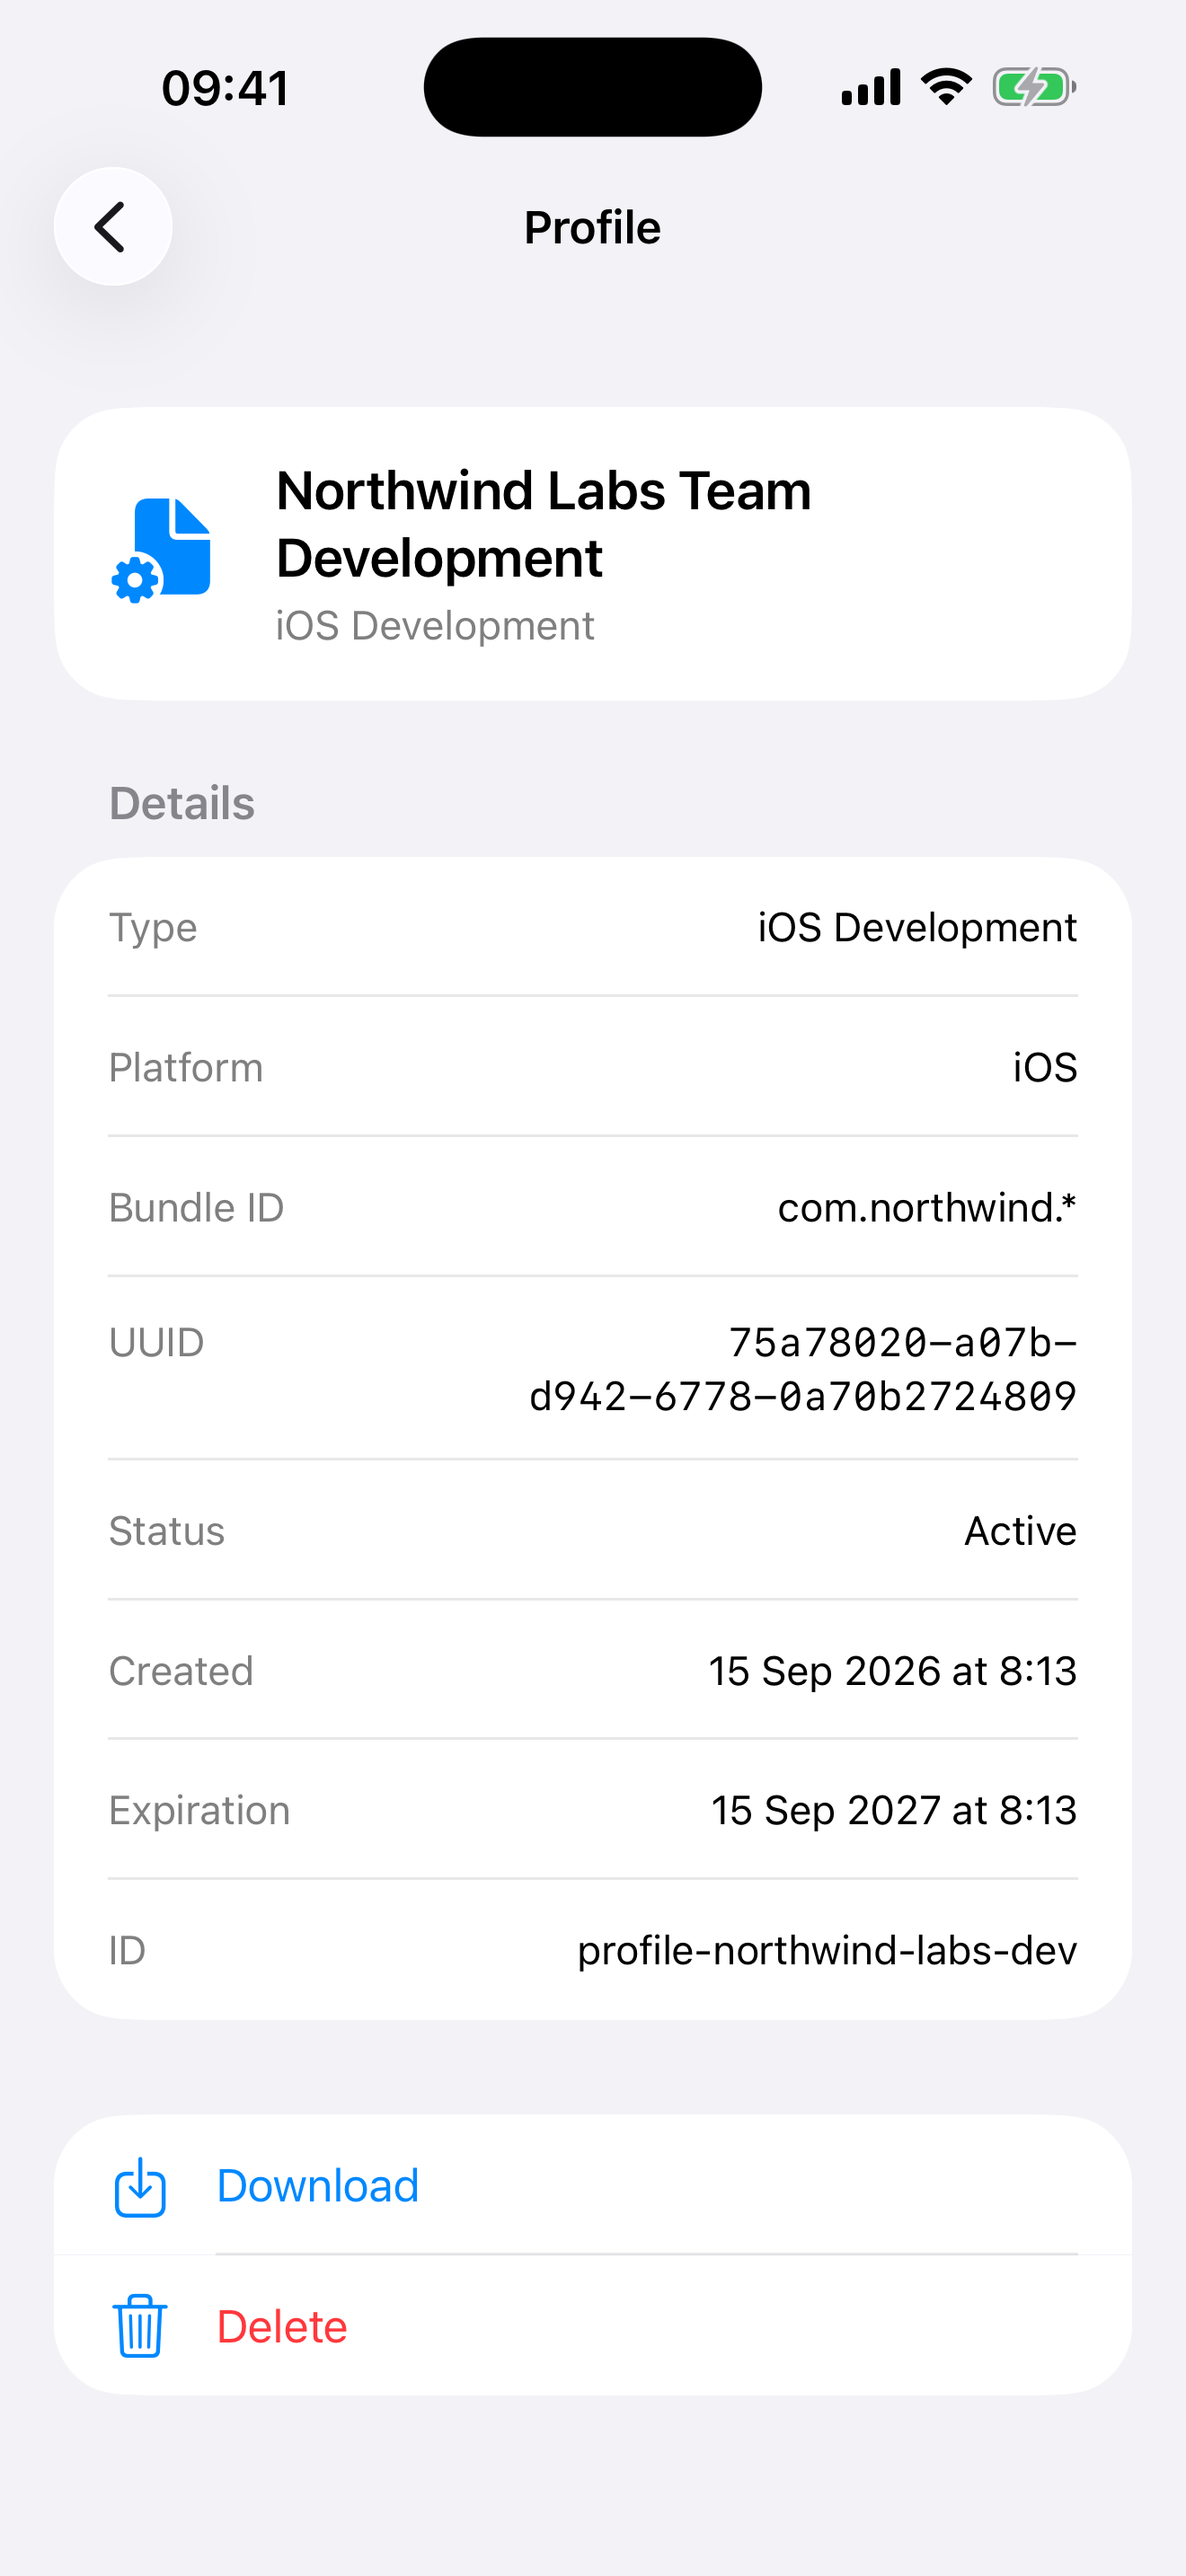 09:41
Profile
Northwind Labs Team
Development
iOS Development
Details
Type iOS Development
Platform iOS
Bundle ID com.northwind.*
UUID 75a78020-a07b-
d942-6778-0a70b2724809
Status Active
Created 15 Sep 2026 at 8:13
Expiration 15 Sep 2027 at 8:13
ID profile-northwind-labs-dev
Download
Delete